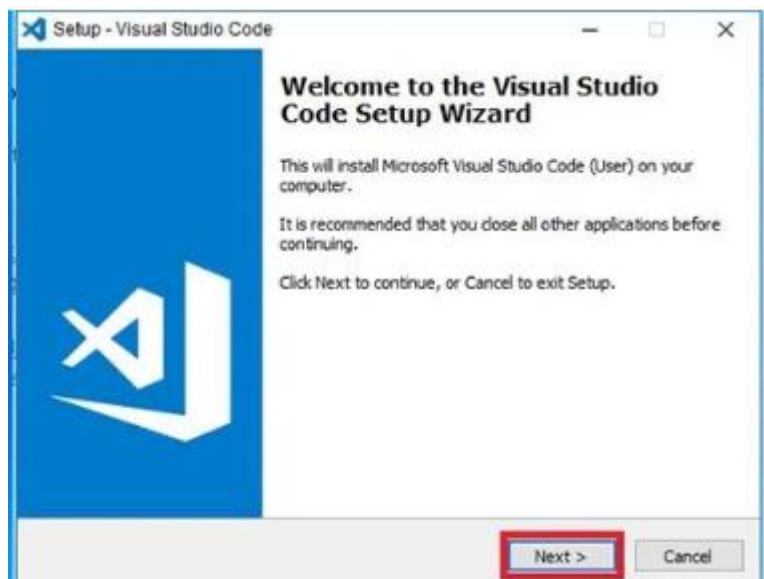 Setup - Visual Studio Code
Welcome to the Visual Studio
Code Setup Wizard
This will install Microsoft Visual Studio Code (User) on your
computer.
It is recommended that you close all other applications before
continuing.
Click Next to continue, or Cancel to exit Setup.
Next >
Cancel